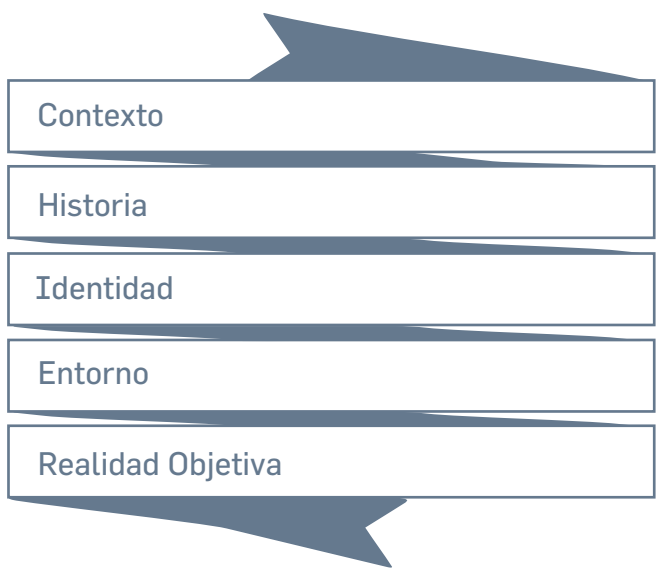 Contexto
Historia
Identidad
Entorno
Realidad Objetiva